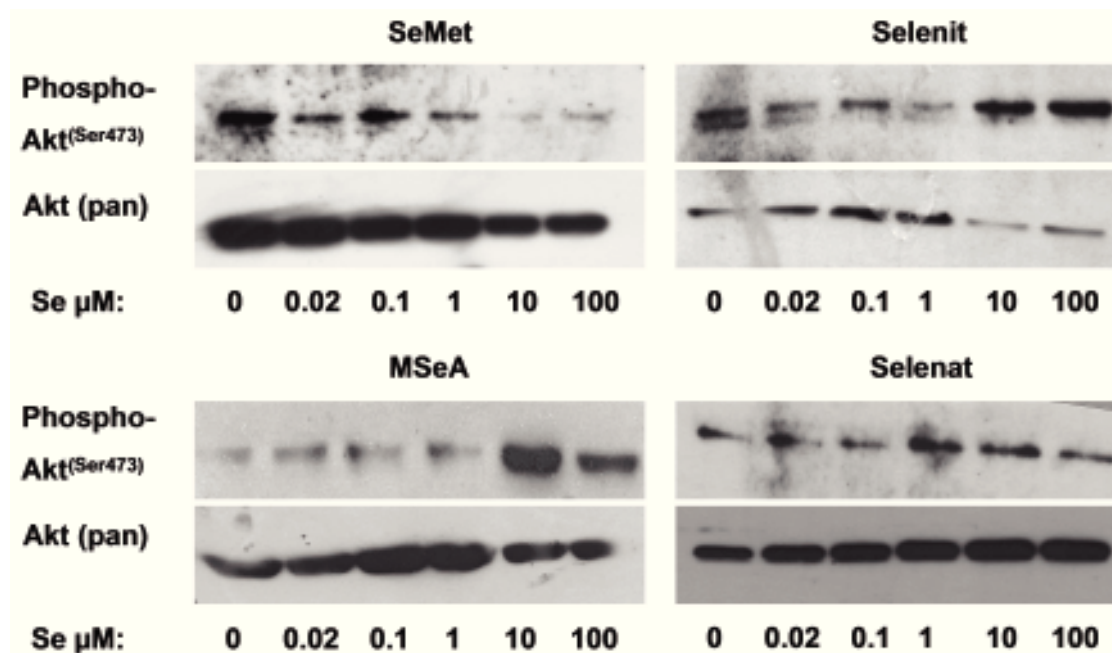 SeMet Selenit
Phospho-
Akt(Ser473)
Akt (pan)
Se µM: 0 0.02 0.1 1 10 100 0 0.02 0.1 1 10 100
MSeA Selenat
Phospho-
Akt(Ser473)
Akt (pan)
Se µM: 0 0.02 0.1 1 10 100 0 0.02 0.1 1 10 100